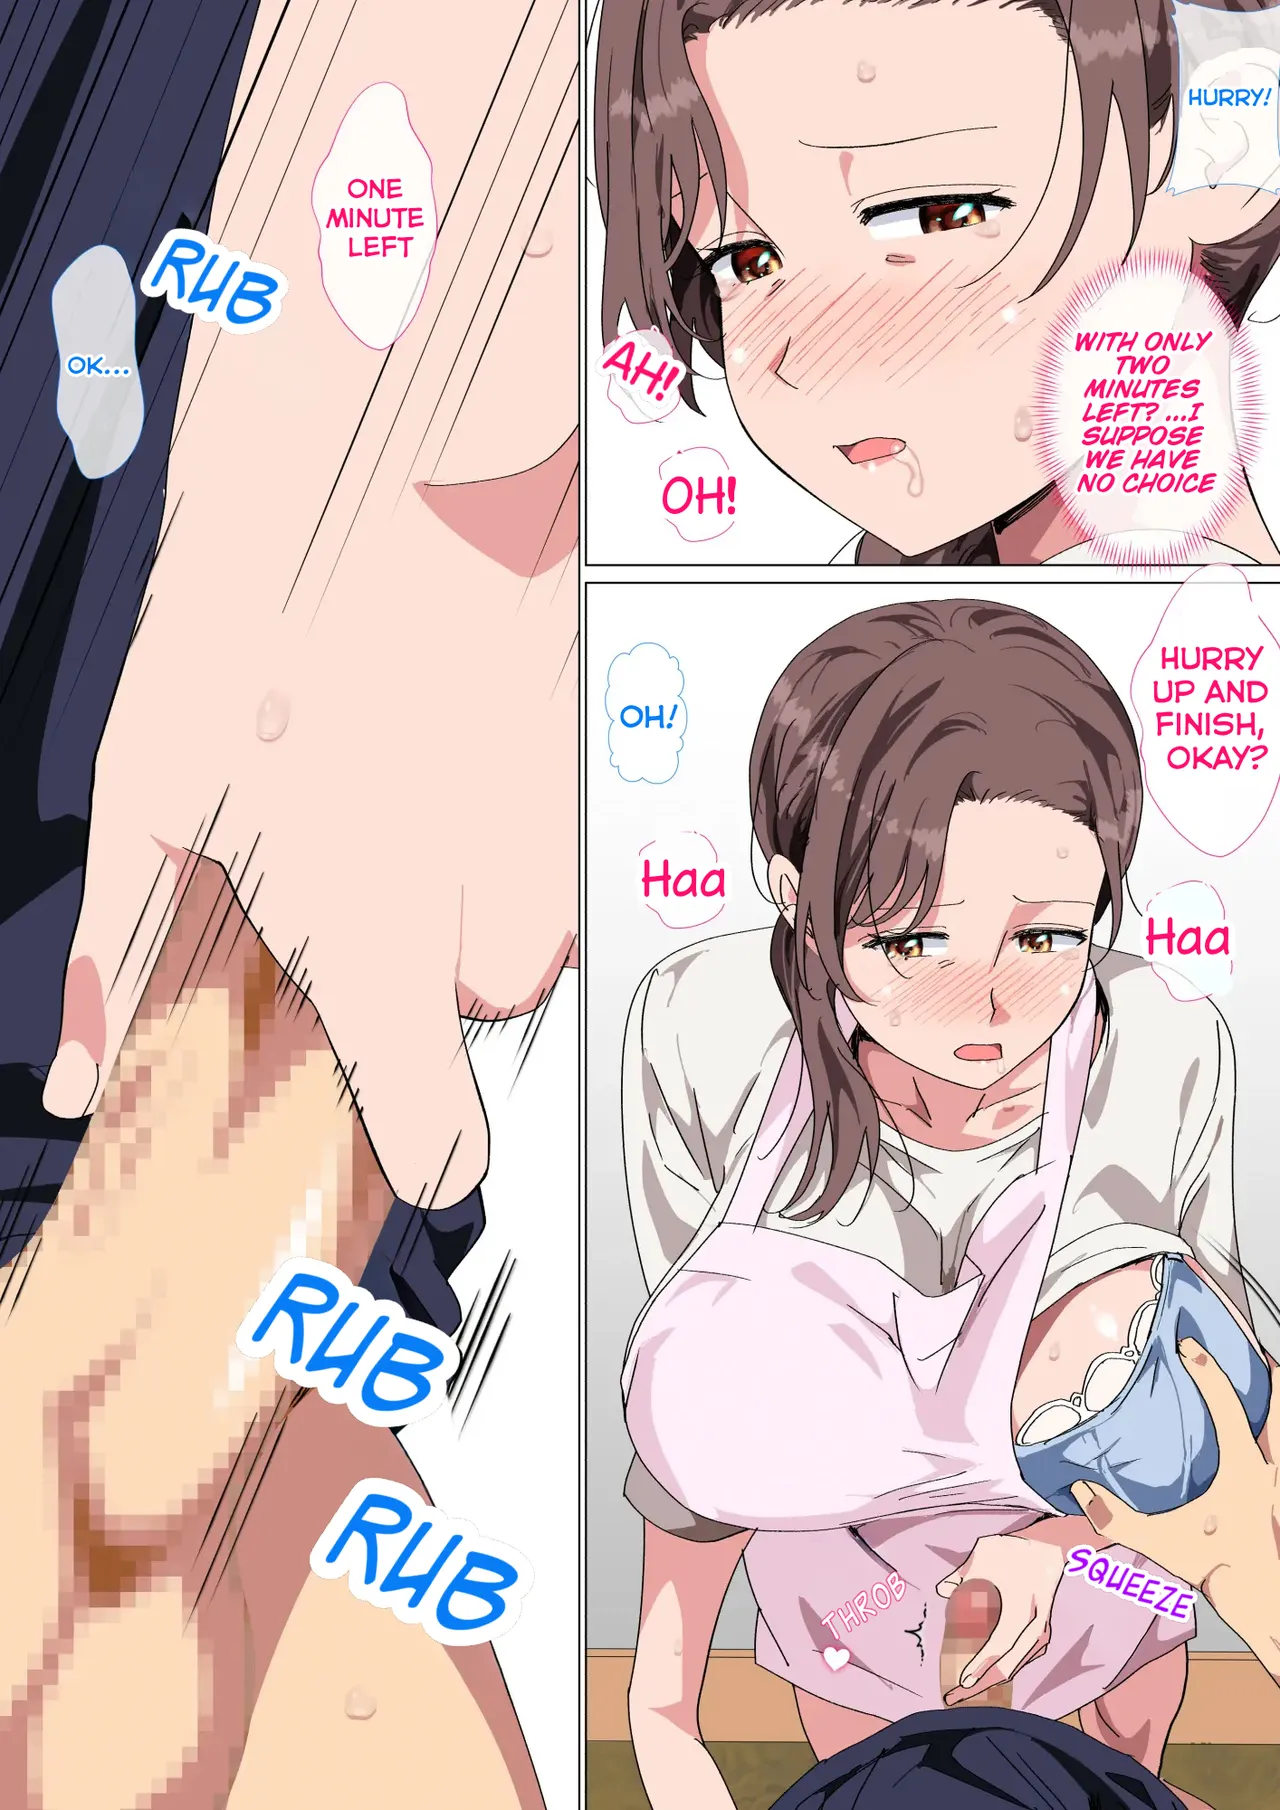 HURRY!
WITH ONLY
TWO
MINUTES
LEFT? ...I
SUPPOSE
WE HAVE
NO CHOICE
AH!
OH!
ONE
MINUTE
LEFT
RUB
OK...
RUB
RUB
HURRY
UP AND
FINISH,
OKAY?
OH!
Haa
Haa
SQUEEZE
THROB